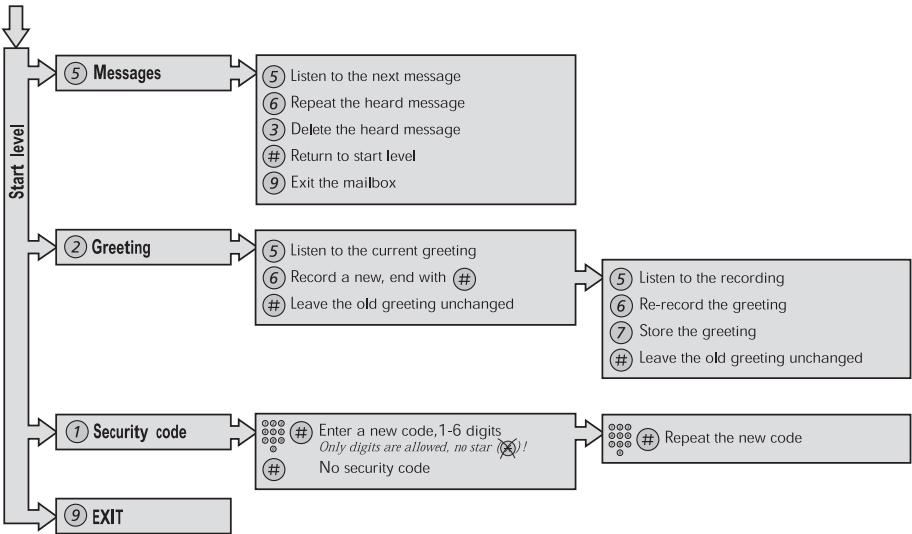 Start level
5 Messages
5 Listen to the next message
6 Repeat the heard message
3 Delete the heard message
# Return to start level
9 Exit the mailbox
2 Greeting
5 Listen to the current greeting
6 Record a new, end with #
# Leave the old greeting unchanged
5 Listen to the recording
6 Re-record the greeting
7 Store the greeting
# Leave the old greeting unchanged
1 Security code
# Enter a new code,1-6 digits
Only digits are allowed, no star (*)!
# No security code
# Repeat the new code
9 EXIT